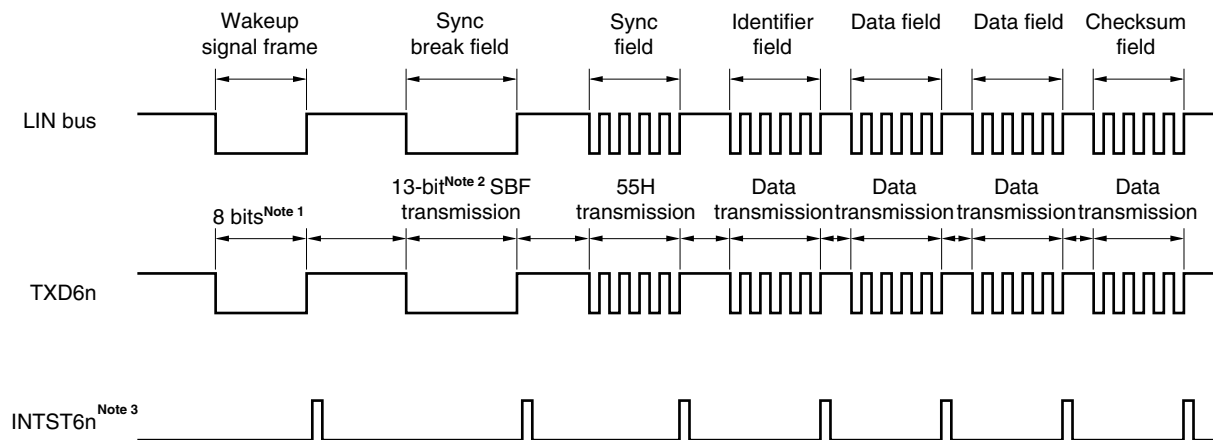 Wakeup
signal frame
Sync
break field
Sync
field
Identifier
field
Data field
Data field
Checksum
field
LIN bus
8 bitsNote 1
13-bitNote 2 SBF
transmission
55H
transmission
Data
transmission
Data
transmission
Data
transmission
Data
transmission
TXD6n
INTST6nNote 3